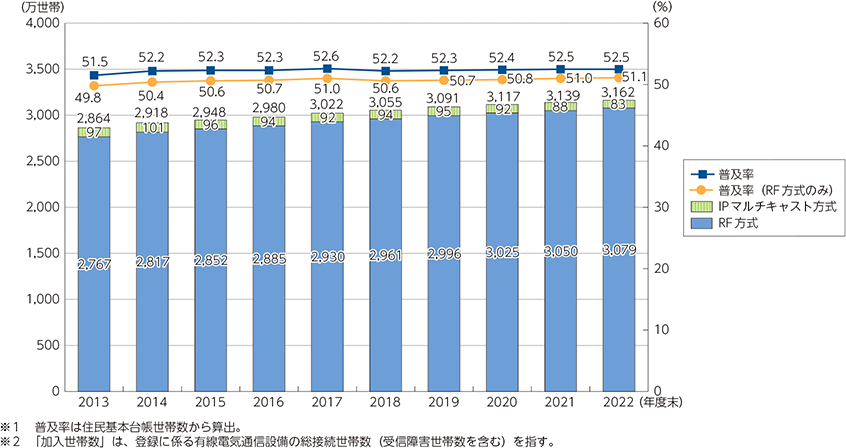 (万世帯)
(%)
4,000
3,500
3,000
2,500
2,000
1,500
1,000
500
0
60
50
40
30
20
10
0
51.5 52.2 52.3 52.3 52.6 52.2 52.3 52.4 52.5 52.5
49.8 50.4 50.6 50.7 51.0 50.6 50.7 50.8 51.0 51.1
2,864 2,918 2,948 2,980 3,022 3,055 3,091 3,117 3,139 3,162
97 101 96 94 92 94 95 92 88 83
2,767 2,817 2,852 2,885 2,930 2,961 2,996 3,025 3,050 3,079
2013 2014 2015 2016 2017 2018 2019 2020 2021 2022 (年度末)
普及率
普及率(RF方式のみ)
IPマルチキャスト方式
RF方式
※1 普及率は住民基本台帳世帯数から算出。
※2 「加入世帯数」は、登録に係る有線電気通信設備の総接続世帯数(受信障害世帯数を含む)を指す。